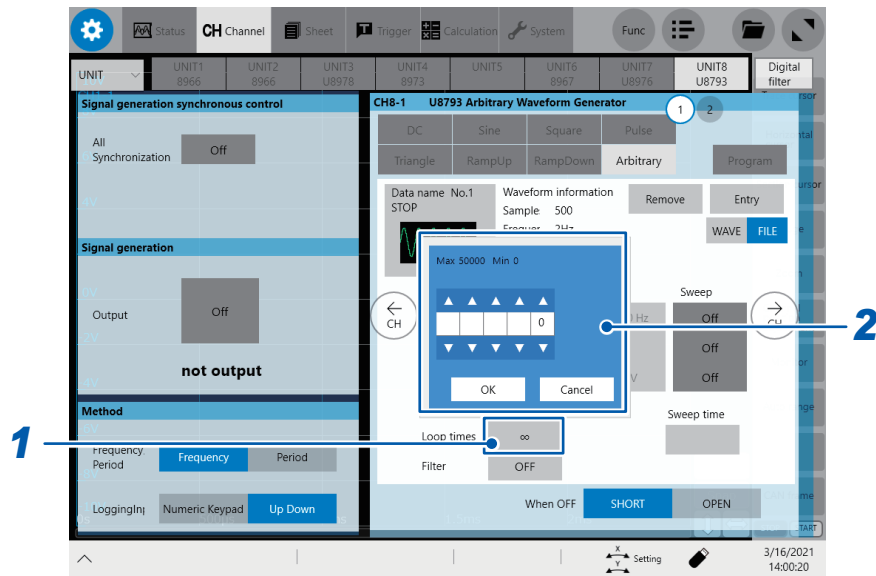 Status CH Channel Sheet Trigger Calculation System Func
UNIT UNIT1 UNIT2 UNIT3 UNIT4 UNIT5 UNIT6 UNIT7 UNIT8 Digital
8966 8966 U8978 8973 8967 U8976 U8793 filter
Signal generation synchronous control
All
Synchronization
Off
Signal generation
Output
Off
not output
Method
Frequency.
Period
Frequency Period
LoggingInp Numeric Keypad Up Down
CH8-1 U8793 Arbitrary Waveform Generator 1 2
DC Sine Square Pulse
Triangle RampUp RampDown Arbitrary Program
Data name No.1
STOP
Waveform information
Sample 500
Frequer 2Hz
Remove Entry
WAVE FILE
Max 50000 Min 0
0
OK Cancel
← CH
→ CH
Hz
V
Sweep
Off
Off
Off
Sweep time
Loop times ∞
Filter OFF
When OFF SHORT OPEN
START
X
Y
Setting
3/16/2021
14:00:20
1
2